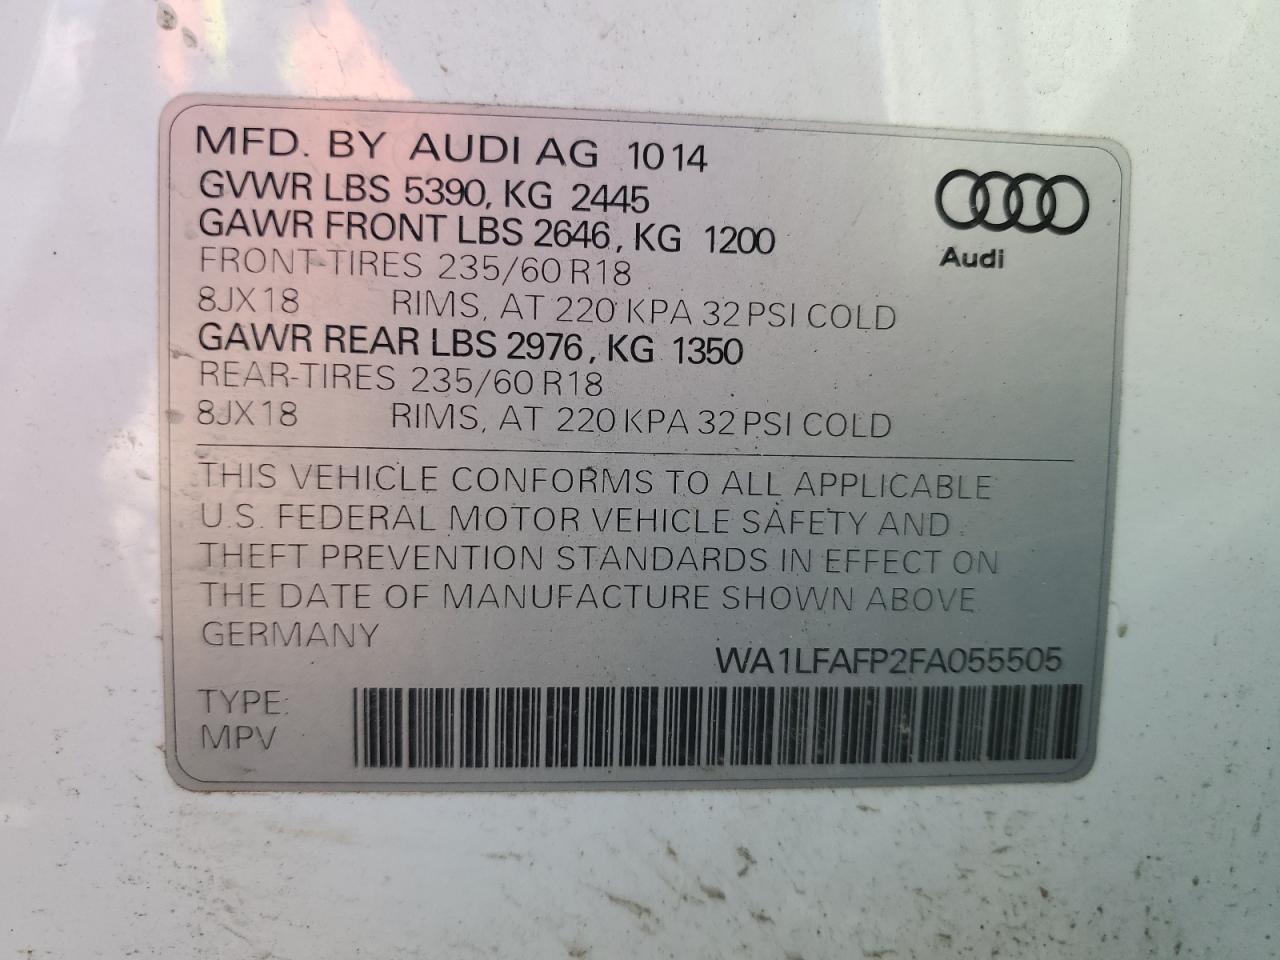 MFD. BY AUDI AG 1014
GVWR LBS 5390, KG 2445
GAWR FRONT LBS 2646, KG 1200
FRONT-TIRES 235/60 R18
8JX18 RIMS, AT 220 KPA 32 PSI COLD
GAWR REAR LBS 2976, KG 1350
REAR-TIRES 235/60 R18
8JX18 RIMS, AT 220 KPA 32 PSI COLD
Audi
THIS VEHICLE CONFORMS TO ALL APPLICABLE
U.S. FEDERAL MOTOR VEHICLE SAFETY AND
THEFT PREVENTION STANDARDS IN EFFECT ON
THE DATE OF MANUFACTURE SHOWN ABOVE
GERMANY
WA1LFAFP2FA055505
TYPE:
MPV